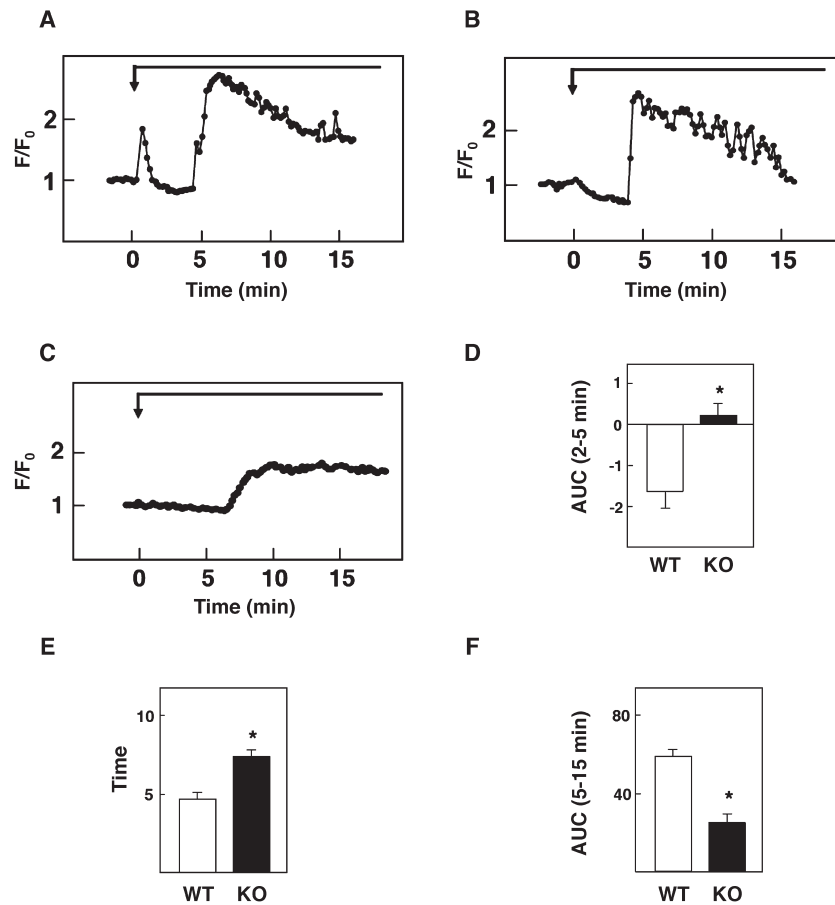 A
F/F0
2
1
0 5 10 15
Time (min)
B
F/F0
2
1
0 5 10 15
Time (min)
C
F/F0
2
1
0 5 10 15
Time (min)
D
AUC (2-5 min)
1
0
-1
-2
*
WT KO
E
Time
10
5
*
WT KO
F
AUC (5-15 min)
80
40
*
WT KO